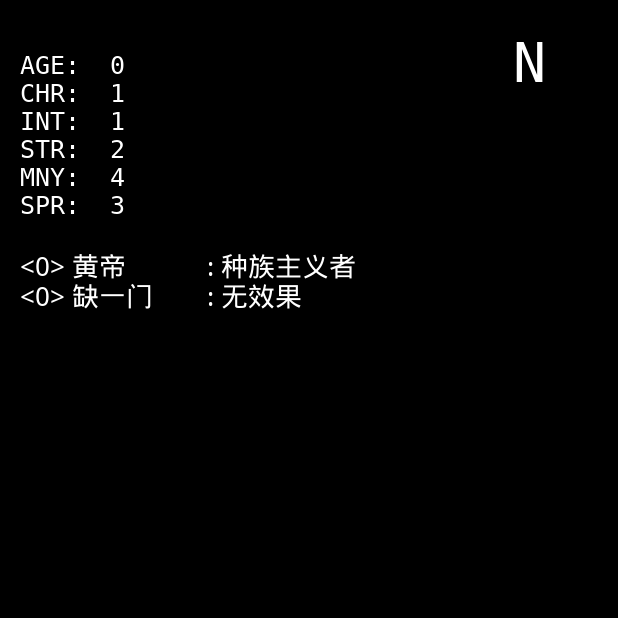 N
AGE: 0
CHR: 1
INT: 1
STR: 2
MNY: 4
SPR: 3
<O> 黄帝 :种族主义者
<O> 缺一门 :无效果